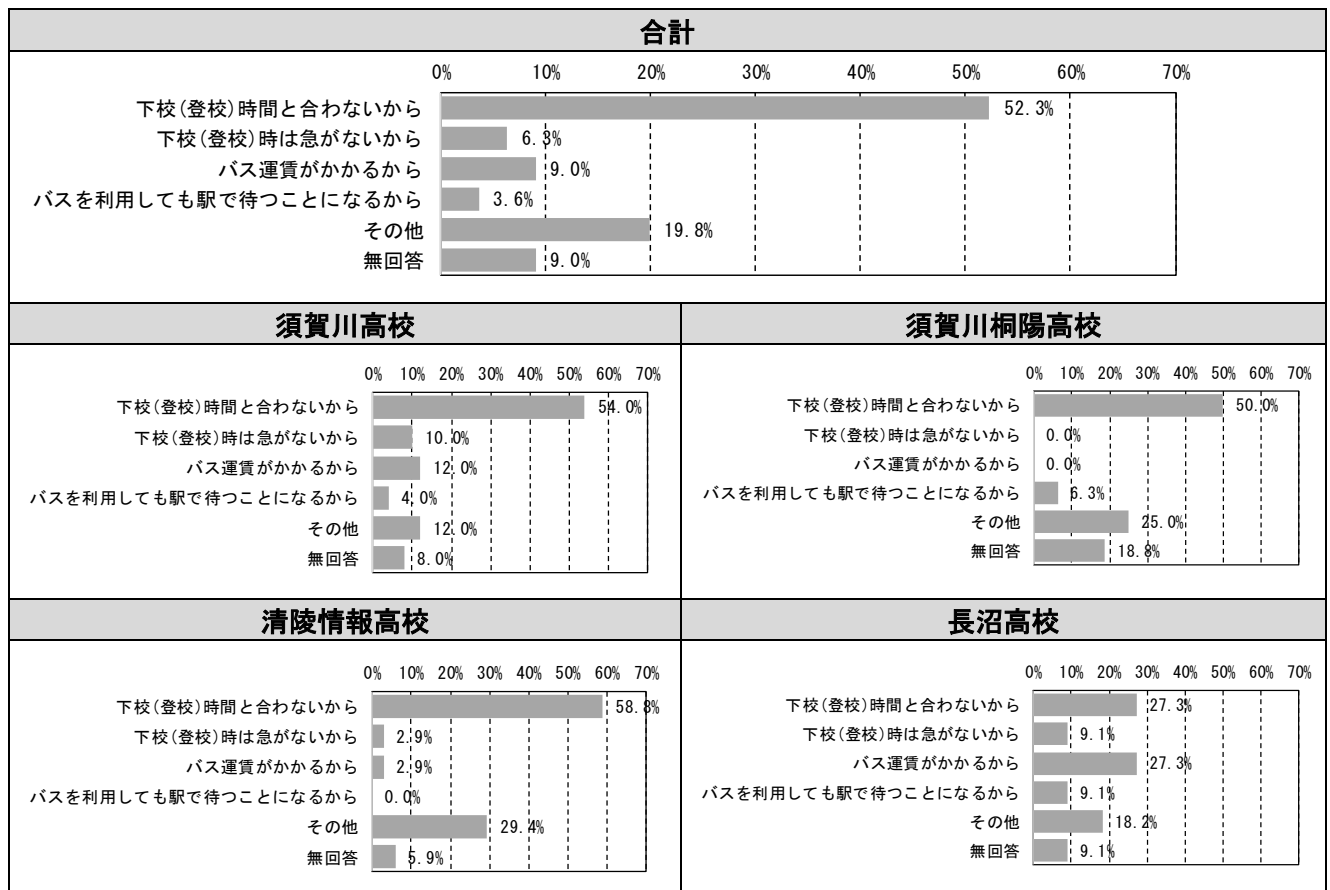 合計
0% 10% 20% 30% 40% 50% 60% 70%
下校(登校)時間と合わないから 52.3%
下校(登校)時は急がないから 6.3%
バス運賃がかかるから 9.0%
バスを利用しても駅で待つことになるから 3.6%
その他 19.8%
無回答 9.0%
須賀川高校
0% 10% 20% 30% 40% 50% 60% 70%
下校(登校)時間と合わないから 54.0%
下校(登校)時は急がないから 10.0%
バス運賃がかかるから 12.0%
バスを利用しても駅で待つことになるから 4.0%
その他 12.0%
無回答 8.0%
須賀川桐陽高校
0% 10% 20% 30% 40% 50% 60% 70%
下校(登校)時間と合わないから 50.0%
下校(登校)時は急がないから 0.0%
バス運賃がかかるから 0.0%
バスを利用しても駅で待つことになるから 6.3%
その他 25.0%
無回答 18.8%
清陵情報高校
0% 10% 20% 30% 40% 50% 60% 70%
下校(登校)時間と合わないから 58.8%
下校(登校)時は急がないから 2.9%
バス運賃がかかるから 2.9%
バスを利用しても駅で待つことになるから 0.0%
その他 29.4%
無回答 5.9%
長沼高校
0% 10% 20% 30% 40% 50% 60% 70%
下校(登校)時間と合わないから 27.3%
下校(登校)時は急がないから 9.1%
バス運賃がかかるから 27.3%
バスを利用しても駅で待つことになるから 9.1%
その他 18.2%
無回答 9.1%